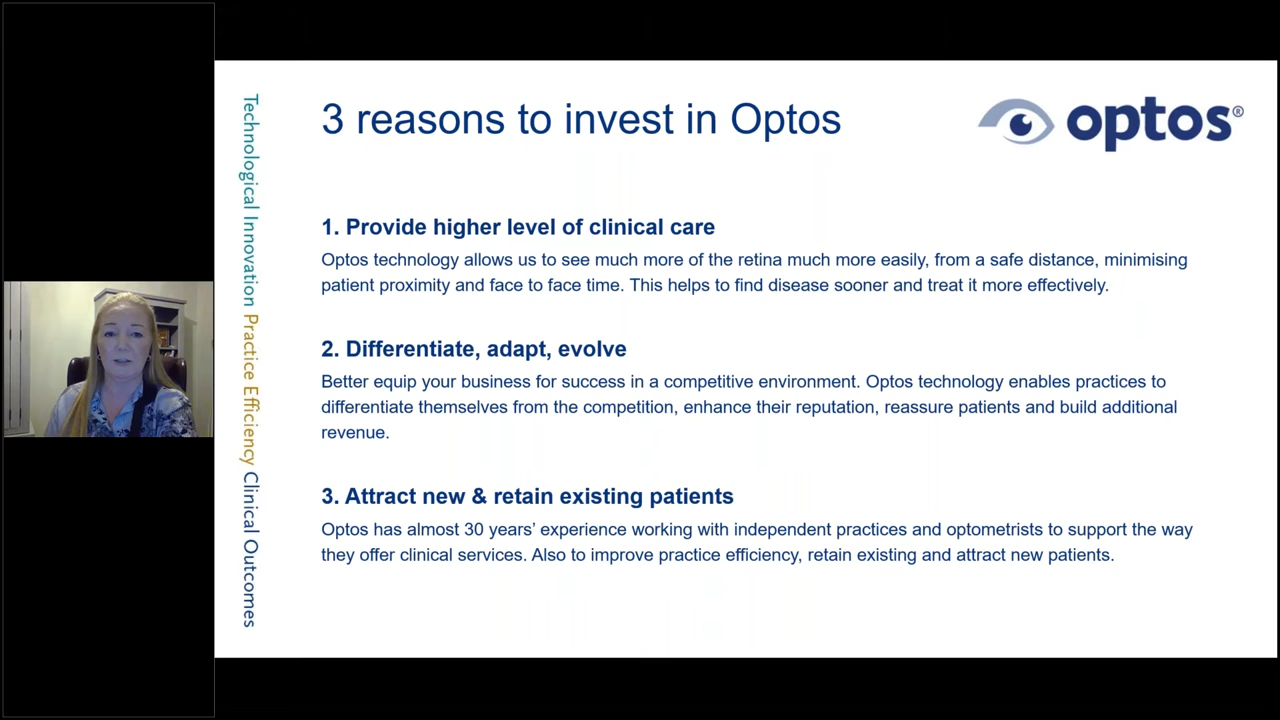 3 reasons to invest in Optos
optos®
Technological Innovation Practice Efficiency Clinical Outcomes
1. Provide higher level of clinical care
Optos technology allows us to see much more of the retina much more easily, from a safe distance, minimising
patient proximity and face to face time. This helps to find disease sooner and treat it more effectively.
2. Differentiate, adapt, evolve
Better equip your business for success in a competitive environment. Optos technology enables practices to
differentiate themselves from the competition, enhance their reputation, reassure patients and build additional
revenue.
3. Attract new & retain existing patients
Optos has almost 30 years’ experience working with independent practices and optometrists to support the way
they offer clinical services. Also to improve practice efficiency, retain existing and attract new patients.